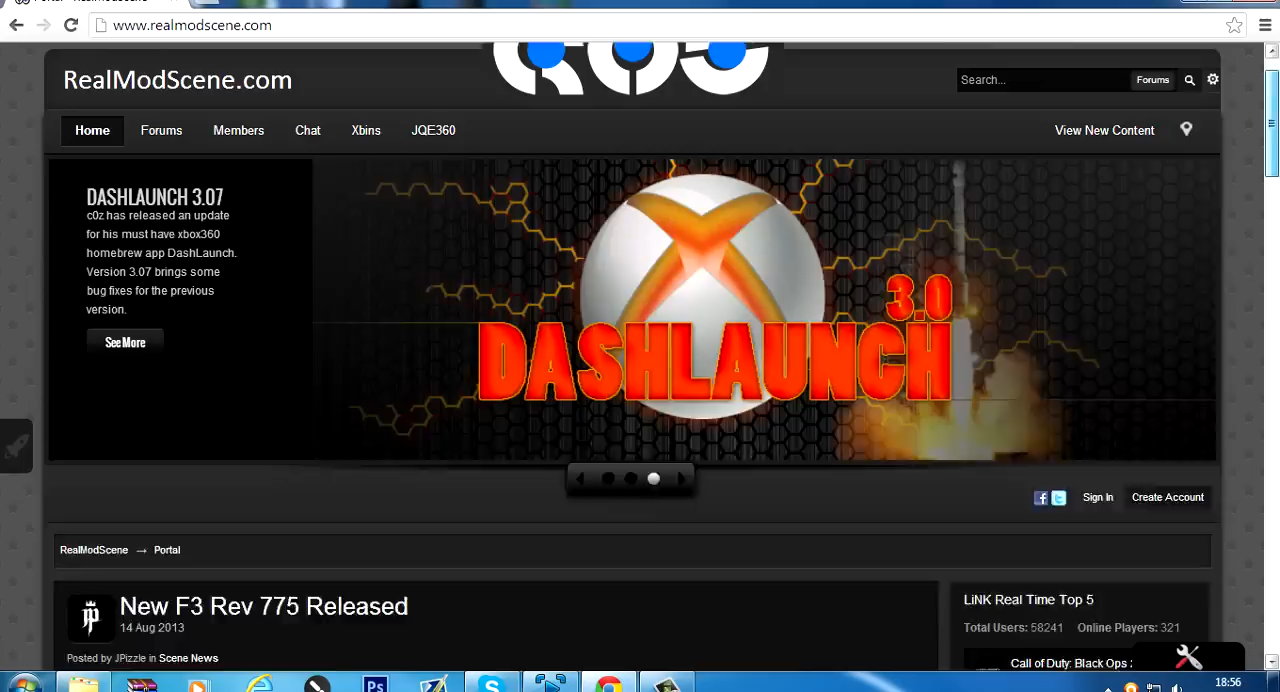 www.realmodscene.com
RealModScene.com
Search...
Forums
Home
Forums
Members
Chat
Xbins
JQE360
View New Content
DASHLAUNCH 3.07
c0z has released an update
for his must have xbox360
homebrew app DashLaunch.
Version 3.07 brings some
bug fixes for the previous
version.
See More
3.0
DASHLAUNCH
Sign In
Create Account
RealModScene → Portal
New F3 Rev 775 Released
14 Aug 2013
Posted by JPizzle in Scene News
LiNK Real Time Top 5
Total Users: 58241 Online Players: 321
Call of Duty: Black Ops
18:56